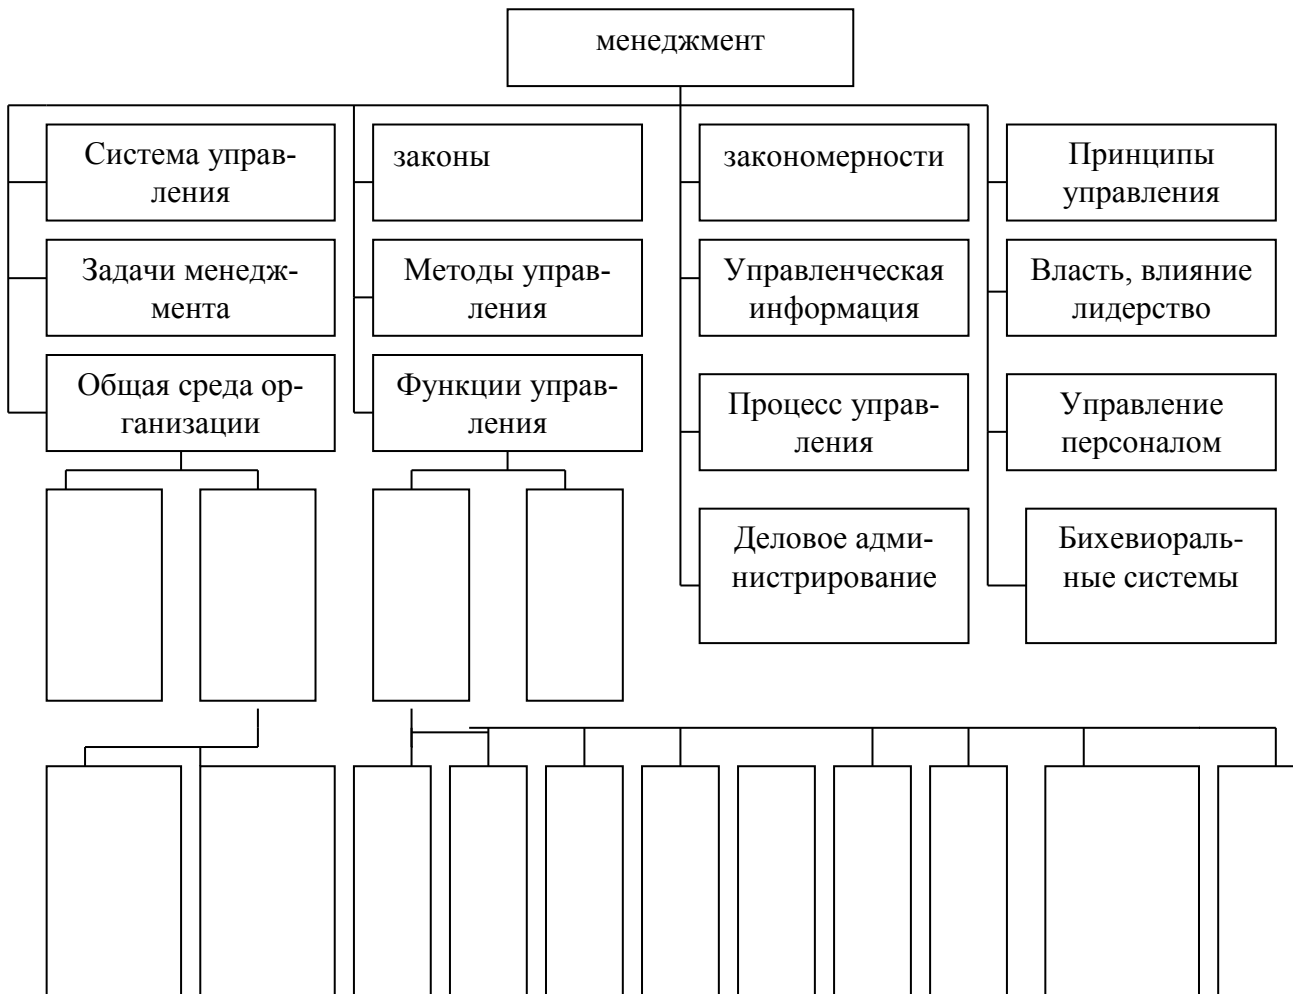 менеджмент
Система управ-
ления
законы
закономерности
Принципы
управления
Задачи менедж-
мента
Методы управ-
ления
Управленческая
информация
Власть, влияние
лидерство
Общая среда ор-
ганизации
Функции управ-
ления
Процесс управ-
ления
Управление
персоналом
Деловое адми-
нистрирование
Бихевиораль-
ные системы